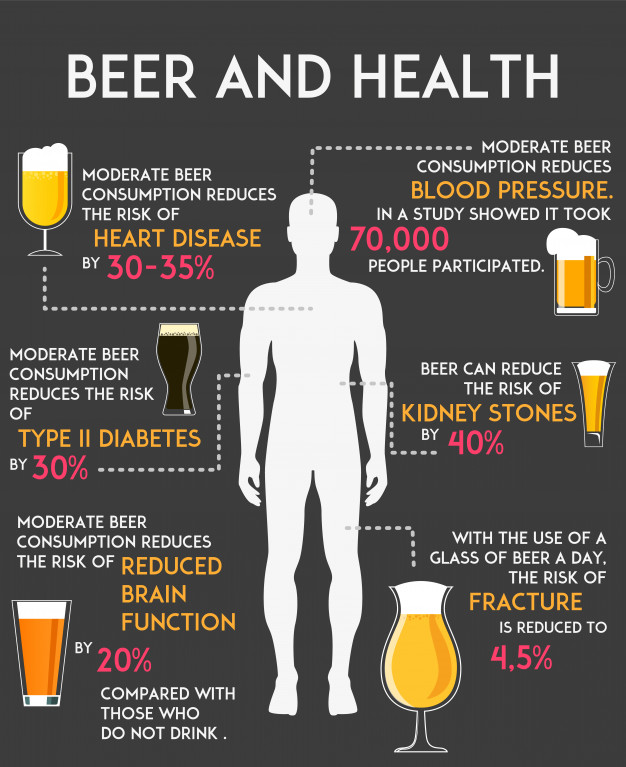 BEER AND HEALTH
MODERATE BEER
CONSUMPTION REDUCES
THE RISK OF
HEART DISEASE
BY 30-35%
MODERATE BEER
CONSUMPTION REDUCES
BLOOD PRESSURE.
IN A STUDY SHOWED IT TOOK
70,000
PEOPLE PARTICIPATED.
MODERATE BEER
CONSUMPTION
REDUCES THE RISK
OF
TYPE II DIABETES
BY 30%
BEER CAN REDUCE
THE RISK OF
KIDNEY STONES
BY 40%
MODERATE BEER
CONSUMPTION REDUCES
THE RISK OF REDUCED
BRAIN
FUNCTION
BY 20%
COMPARED WITH
THOSE WHO
DO NOT DRINK .
WITH THE USE OF A
GLASS OF BEER A DAY,
THE RISK OF
FRACTURE
IS REDUCED TO
4,5%